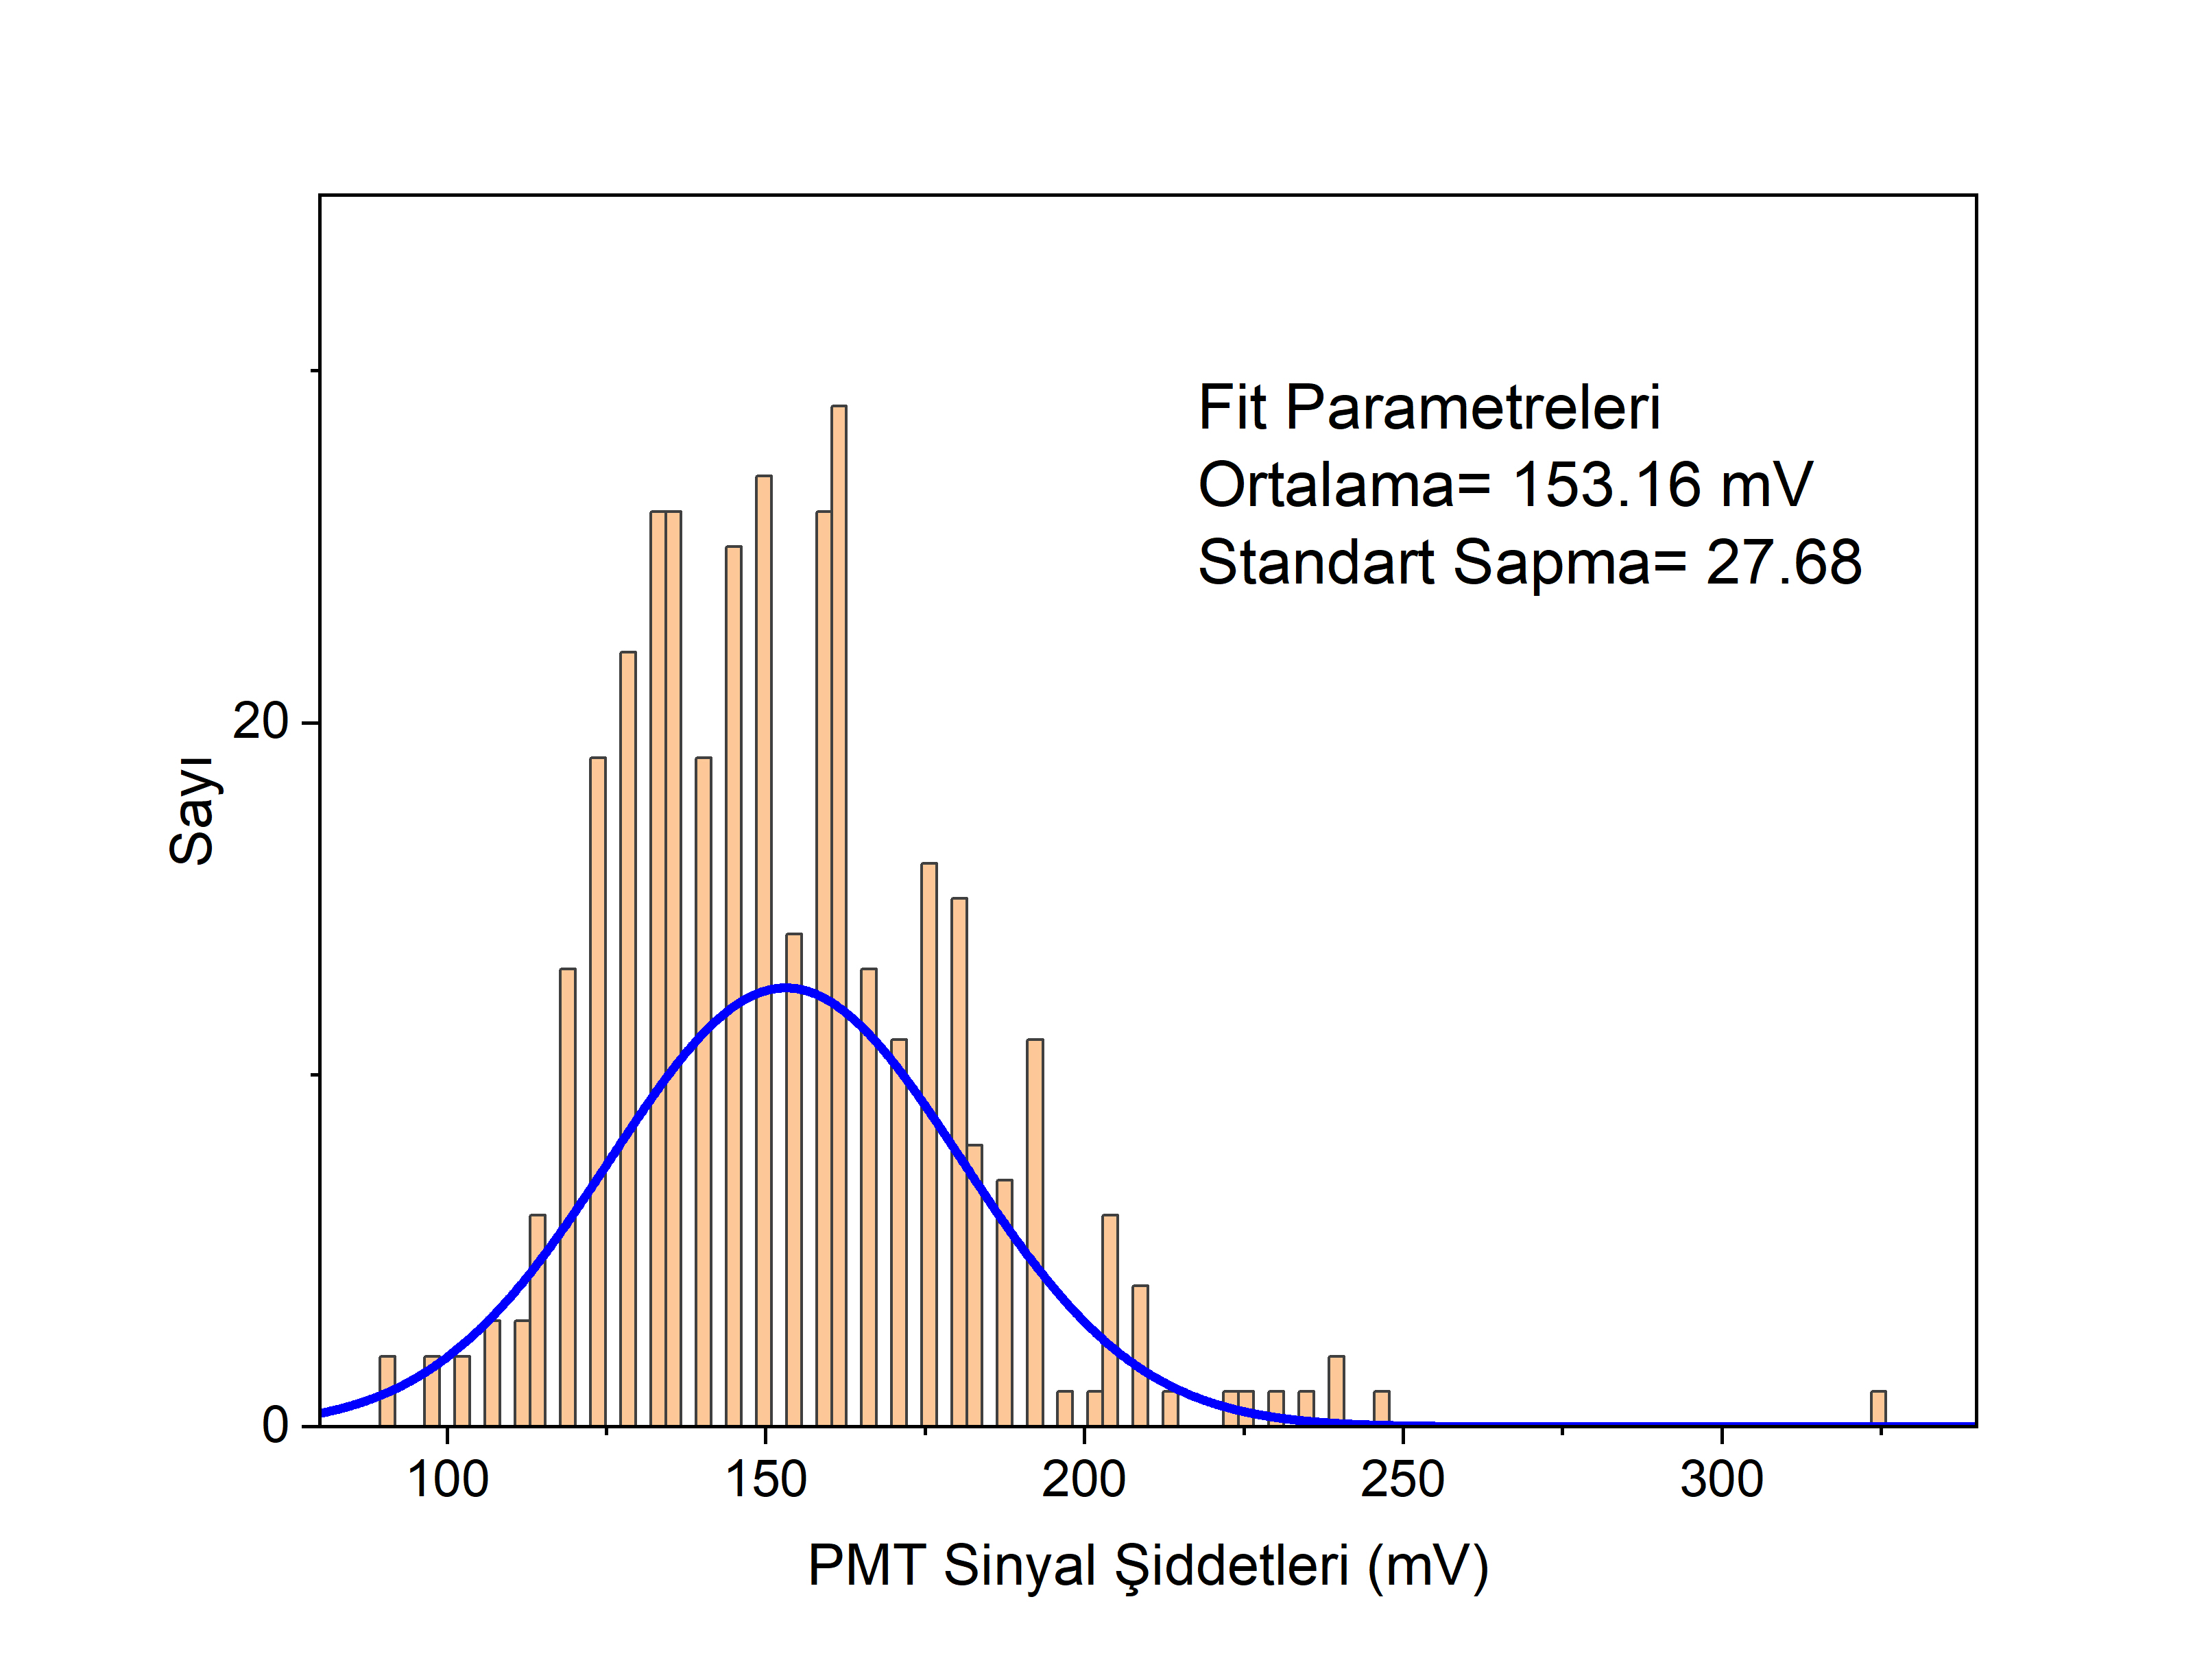 Fit Parametreleri
Ortalama= 153.16 mV
Standart Sapma= 27.68
20
Sayı
0
100 150 200 250 300
PMT Sinyal Şiddetleri (mV)